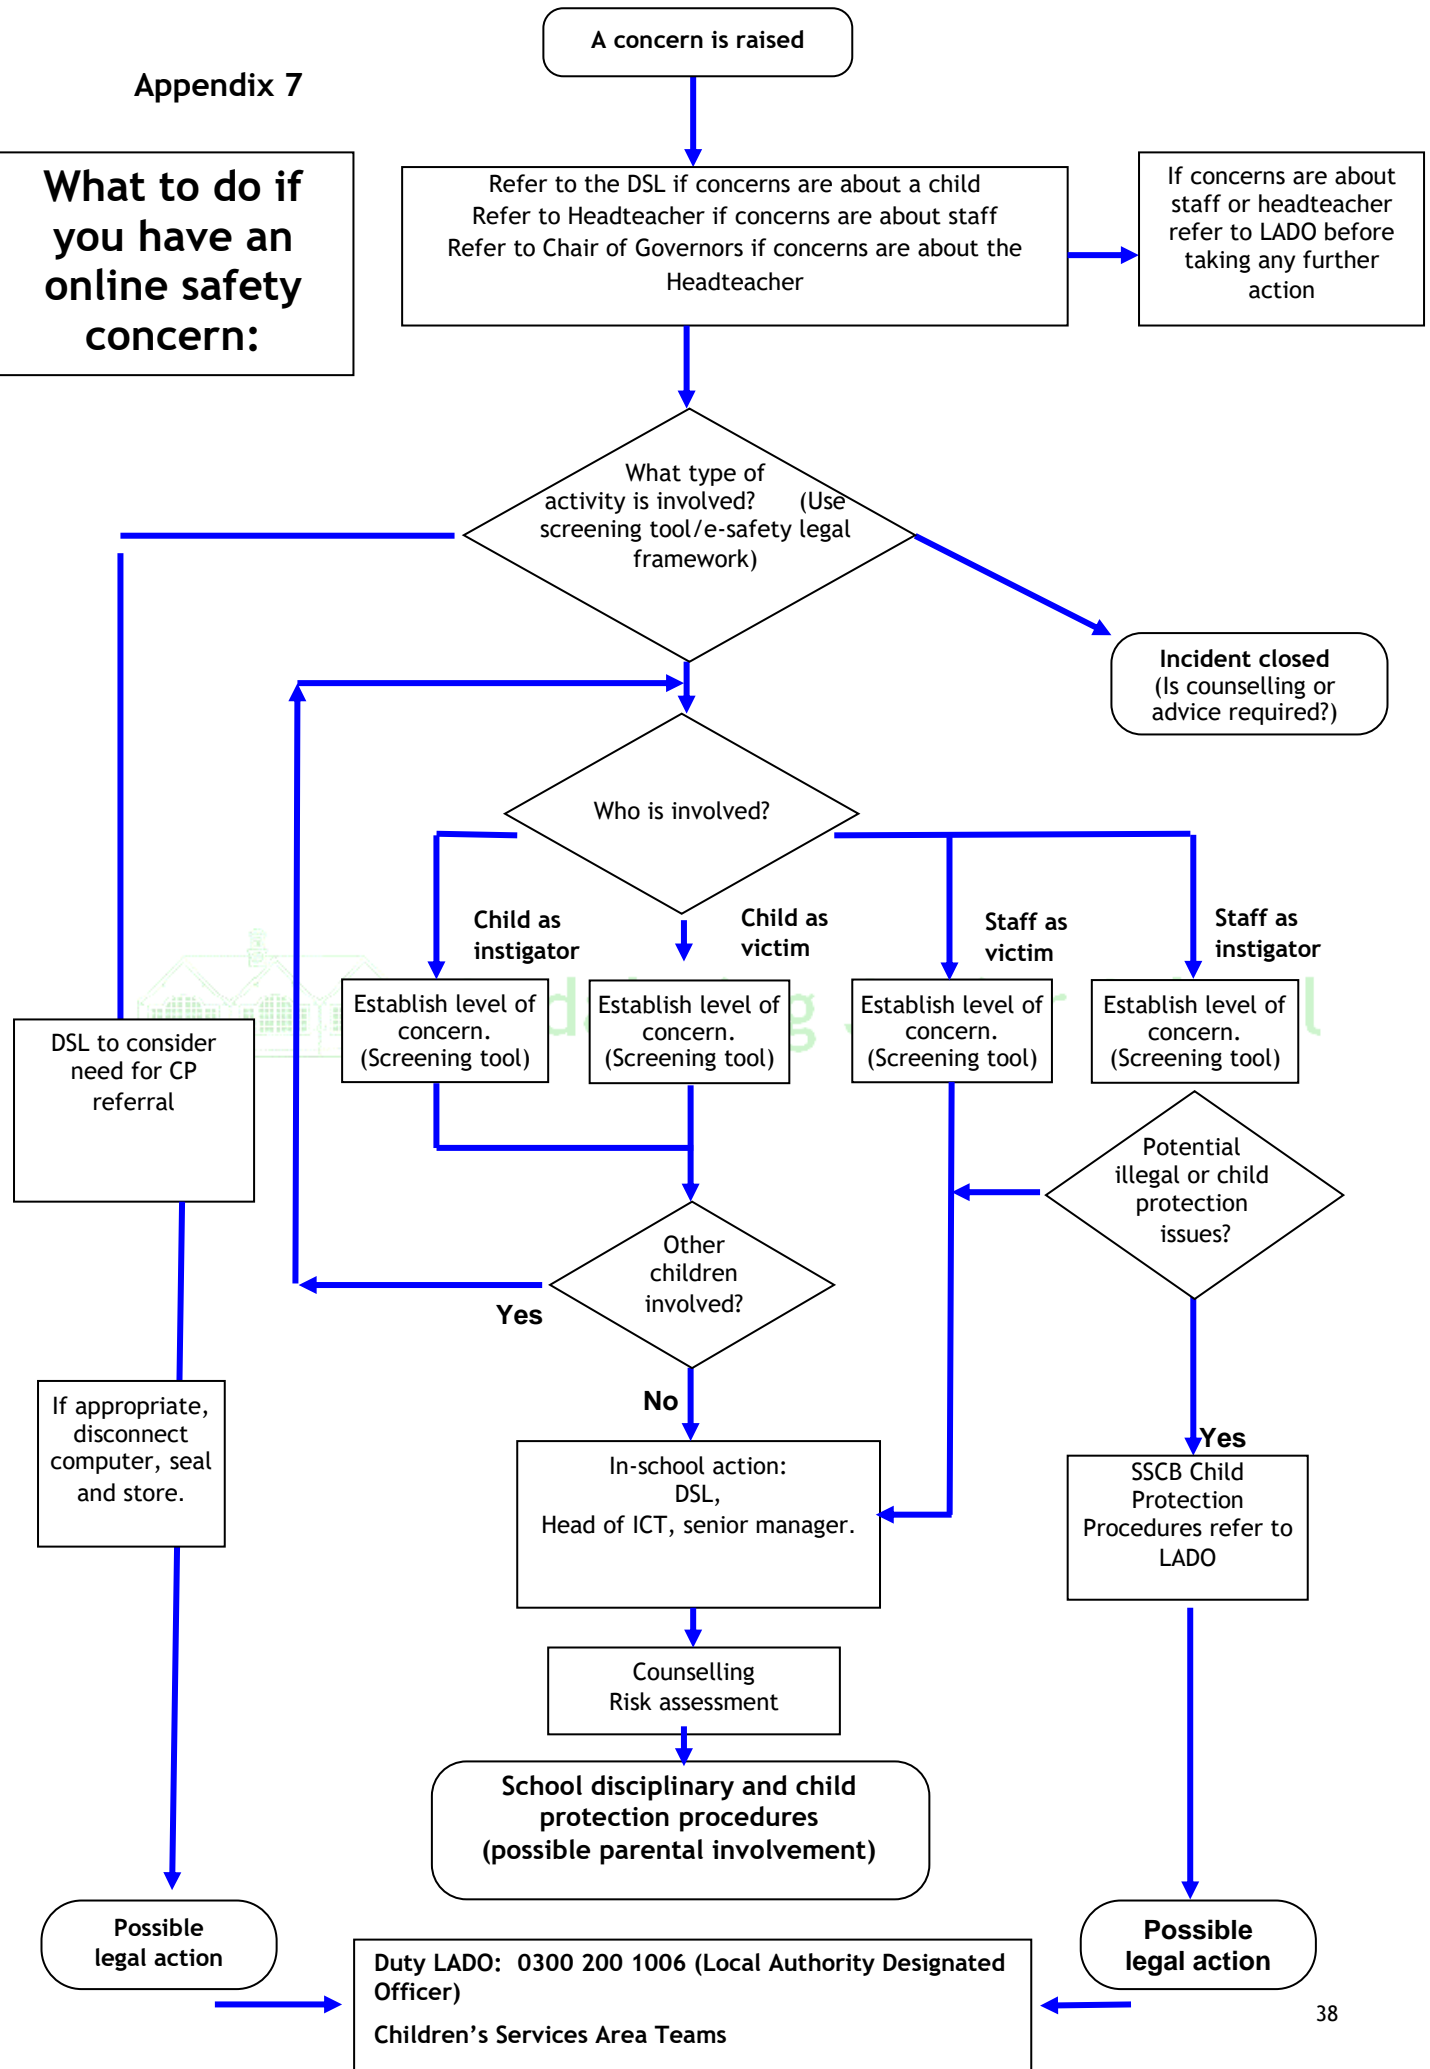 A concern is raised
Appendix 7
What to do if
you have an
online safety
concern:
Refer to the DSL if concerns are about a child
Refer to Headteacher if concerns are about staff
Refer to Chair of Governors if concerns are about the
Headteacher
If concerns are about
staff or headteacher
refer to LADO before
taking any further
action
What type of
activity is involved? (Use
screening tool/e-safety legal
framework)
Incident closed
(Is counselling or
advice required?)
Who is involved?
Child as
instigator
Child as
victim
Staff as
victim
Staff as
instigator
Establish level of
concern.
(Screening tool)
Establish level of
concern.
(Screening tool)
Establish level of
concern.
(Screening tool)
Establish level of
concern.
(Screening tool)
DSL to consider
need for CP
referral
Potential
illegal or child
protection
issues?
Other
children
involved?
Yes
No
Yes
If appropriate,
disconnect
computer, seal
and store.
In-school action:
DSL,
Head of ICT, senior manager.
SSCB Child
Protection
Procedures refer to
LADO
Counselling
Risk assessment
School disciplinary and child
protection procedures
(possible parental involvement)
Possible
legal action
Possible
legal action
Duty LADO: 0300 200 1006 (Local Authority Designated
Officer)
Children’s Services Area Teams
38